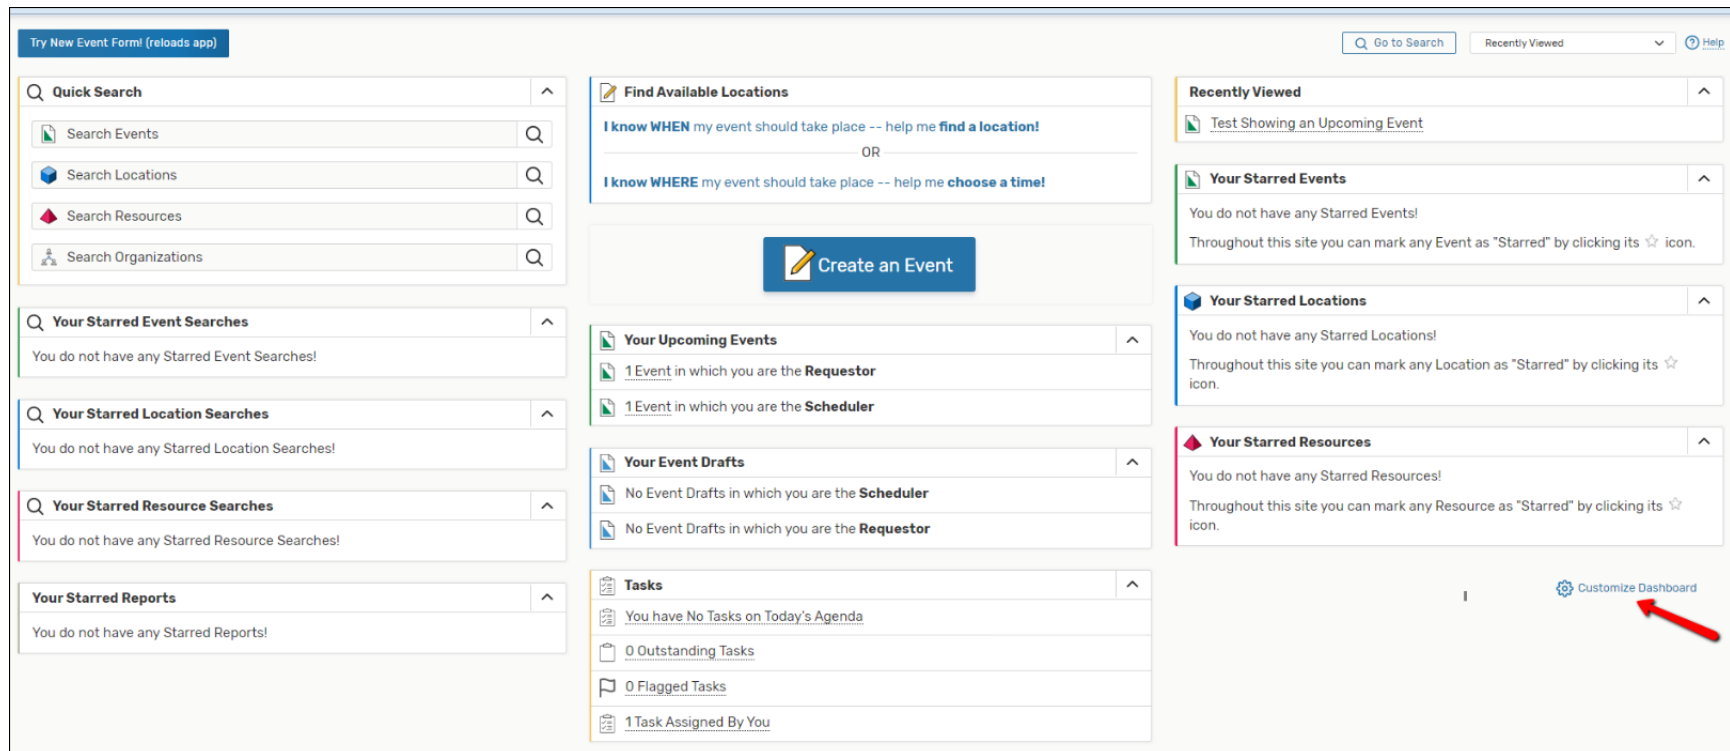 Try New Event Form! (reloads app)
Go to Search
Recently Viewed
Help
Quick Search
Search Events
Search Locations
Search Resources
Search Organizations
Your Starred Event Searches
You do not have any Starred Event Searches!
Your Starred Location Searches
You do not have any Starred Location Searches!
Your Starred Resource Searches
You do not have any Starred Resource Searches!
Your Starred Reports
You do not have any Starred Reports!
Find Available Locations
I know WHEN my event should take place -- help me find a location!
OR
I know WHERE my event should take place -- help me choose a time!
Create an Event
Your Upcoming Events
1 Event in which you are the Requestor
1 Event in which you are the Scheduler
Your Event Drafts
No Event Drafts in which you are the Scheduler
No Event Drafts in which you are the Requestor
Tasks
You have No Tasks on Today's Agenda
0 Outstanding Tasks
0 Flagged Tasks
1 Task Assigned By You
Recently Viewed
Test Showing an Upcoming Event
Your Starred Events
You do not have any Starred Events!
Throughout this site you can mark any Event as "Starred" by clicking its ☆ icon.
Your Starred Locations
You do not have any Starred Locations!
Throughout this site you can mark any Location as "Starred" by clicking its ☆
icon.
Your Starred Resources
You do not have any Starred Resources!
Throughout this site you can mark any Resource as "Starred" by clicking its ☆
icon.
Customize Dashboard